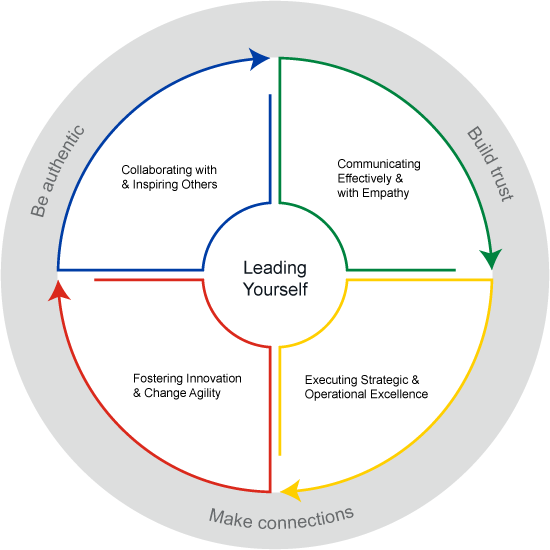 Be authentic
Build trust
Collaborating with
& Inspiring Others
Communicating
Effectively &
with Empathy
Leading
Yourself
Fostering Innovation
& Change Agility
Executing Strategic &
Operational Excellence
Make connections